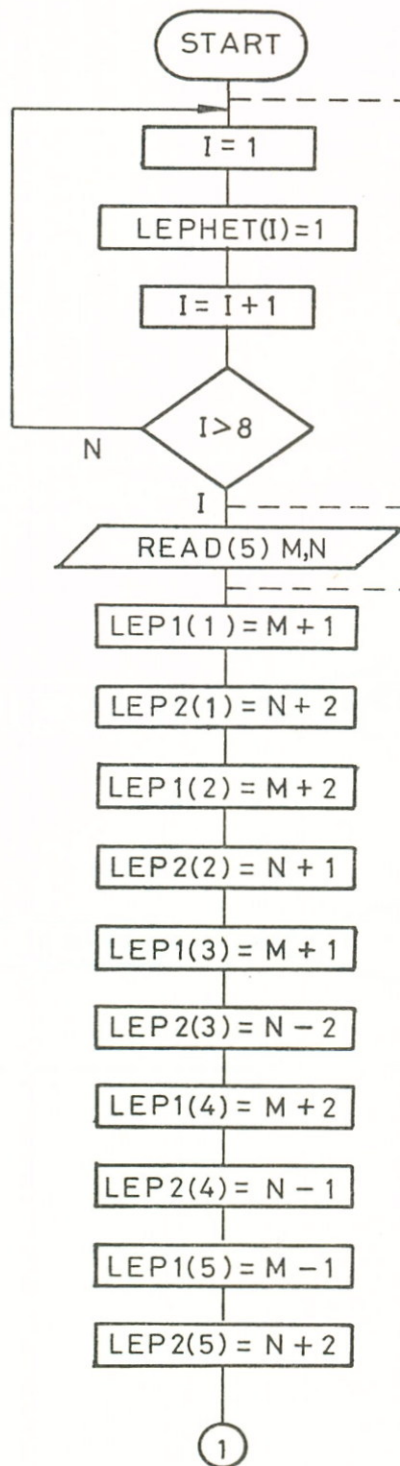 START
I = 1
LEPHET(I)=1
I = I + 1
I > 8
N
I
READ(5) M,N
LEP1(1) = M + 1
LEP2(1) = N + 2
LEP1(2) = M + 2
LEP2(2) = N + 1
LEP1(3) = M + 1
LEP2(3) = N - 2
LEP1(4) = M + 2
LEP2(4) = N - 1
LEP1(5) = M - 1
LEP2(5) = N + 2
1